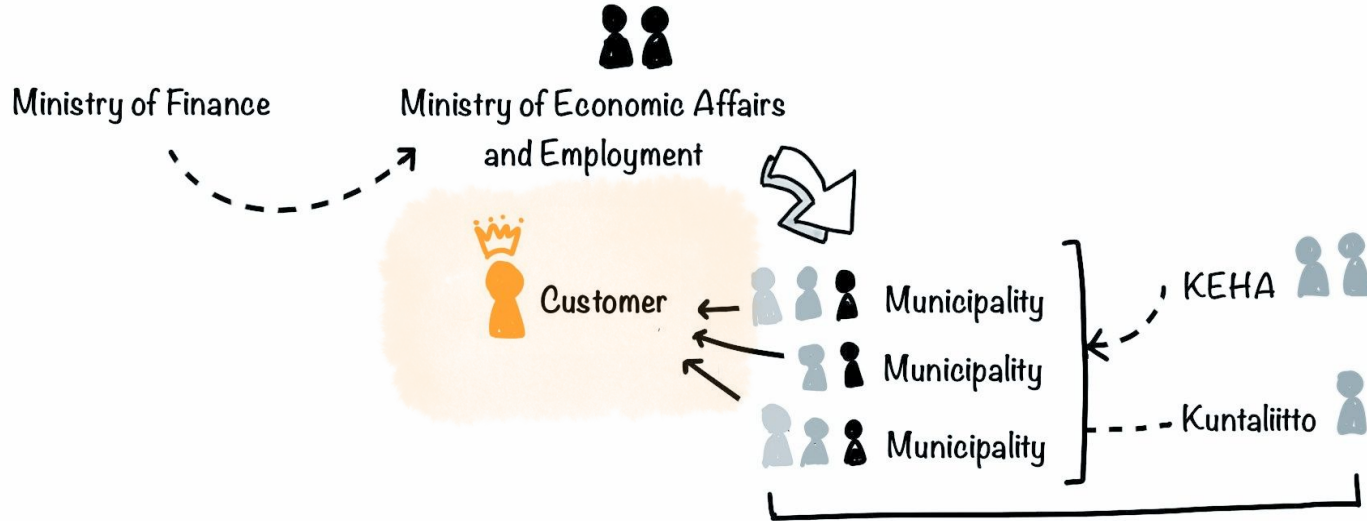 Ministry of Finance
Ministry of Economic Affairs
and Employment
Customer
Municipality
Municipality
Municipality
KEHA
Kuntaliitto